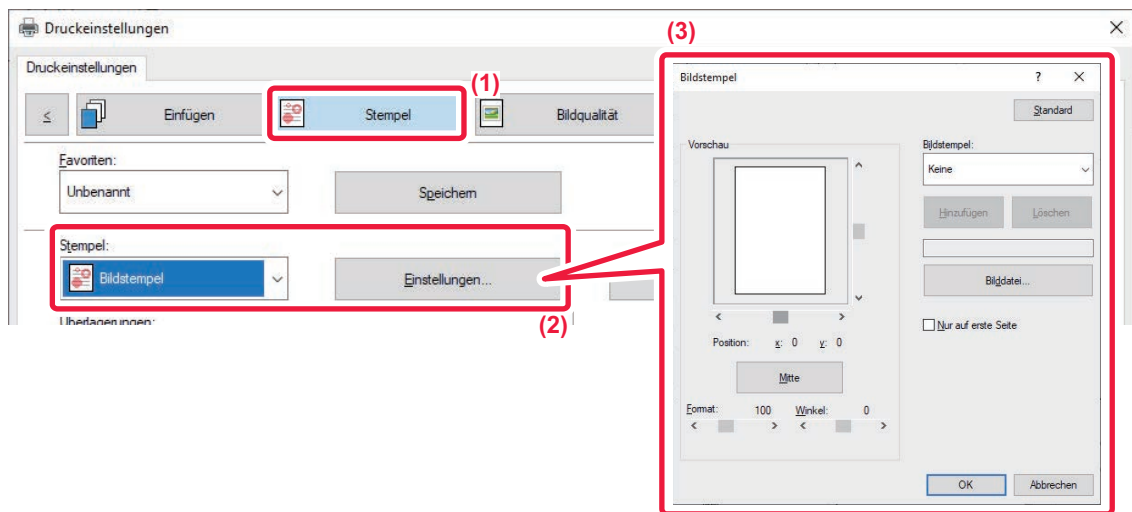 Druckeinstellungen
Druckeinstellungen
(1)
< Einfügen Stempel Bildqualität
Favoriten:
Unbenannt Speichern
Stempel:
Bildstempel Einstellungen...
(2)
Überlagerungen:
(3)
Bildstempel ?
Standard
Vorschau
Bildstempel:
Keine
Hinzufügen Löschen
Bilddatei...
Nur auf erste Seite
Position: x: 0 y: 0
Mitte
Format: 100 Winkel: 0
OK Abbrechen